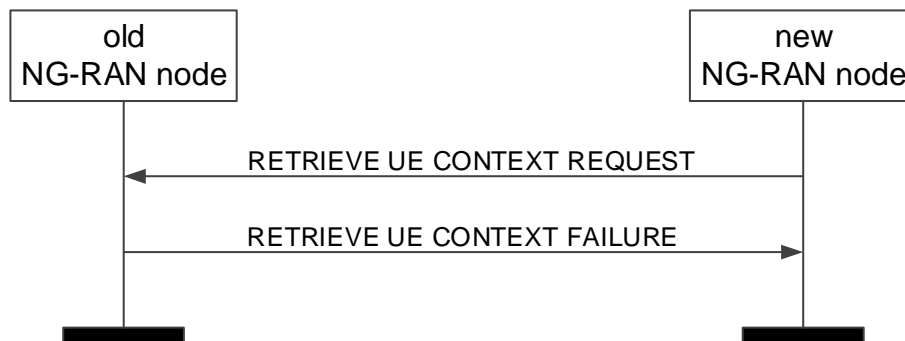 old
NG-RAN node
new
NG-RAN node
RETRIEVE UE CONTEXT REQUEST
RETRIEVE UE CONTEXT FAILURE